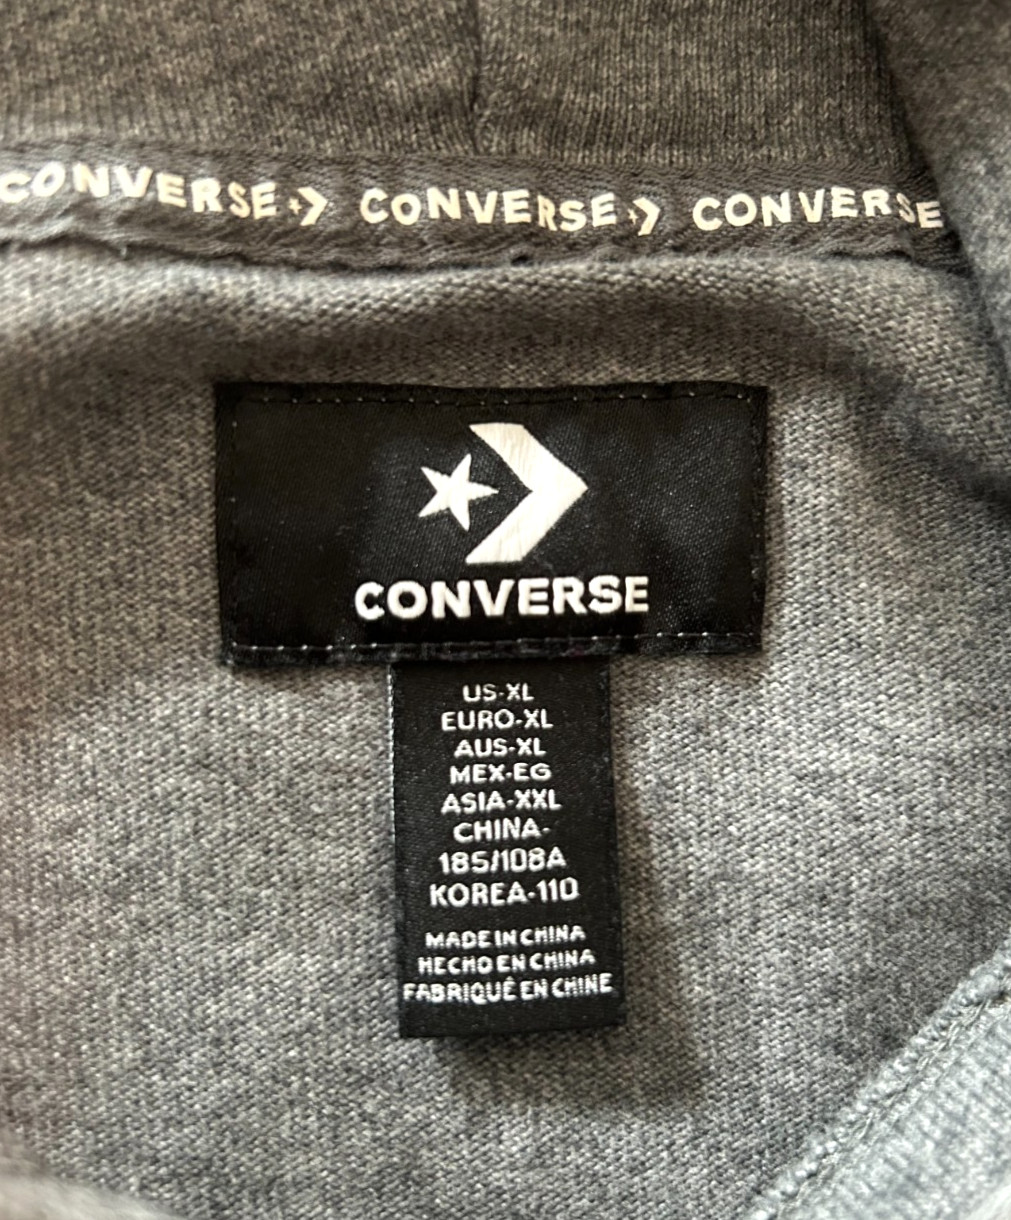 CONVERSE CONVERSE CONVERSE
CONVERSE
US-XL
EURO-XL
AUS-XL
MEX-EG
ASIA-XXL
CHINA-
185/108A
KOREA-110
MADE IN CHINA
HECHO EN CHINA
FABRIQUÉ EN CHINE